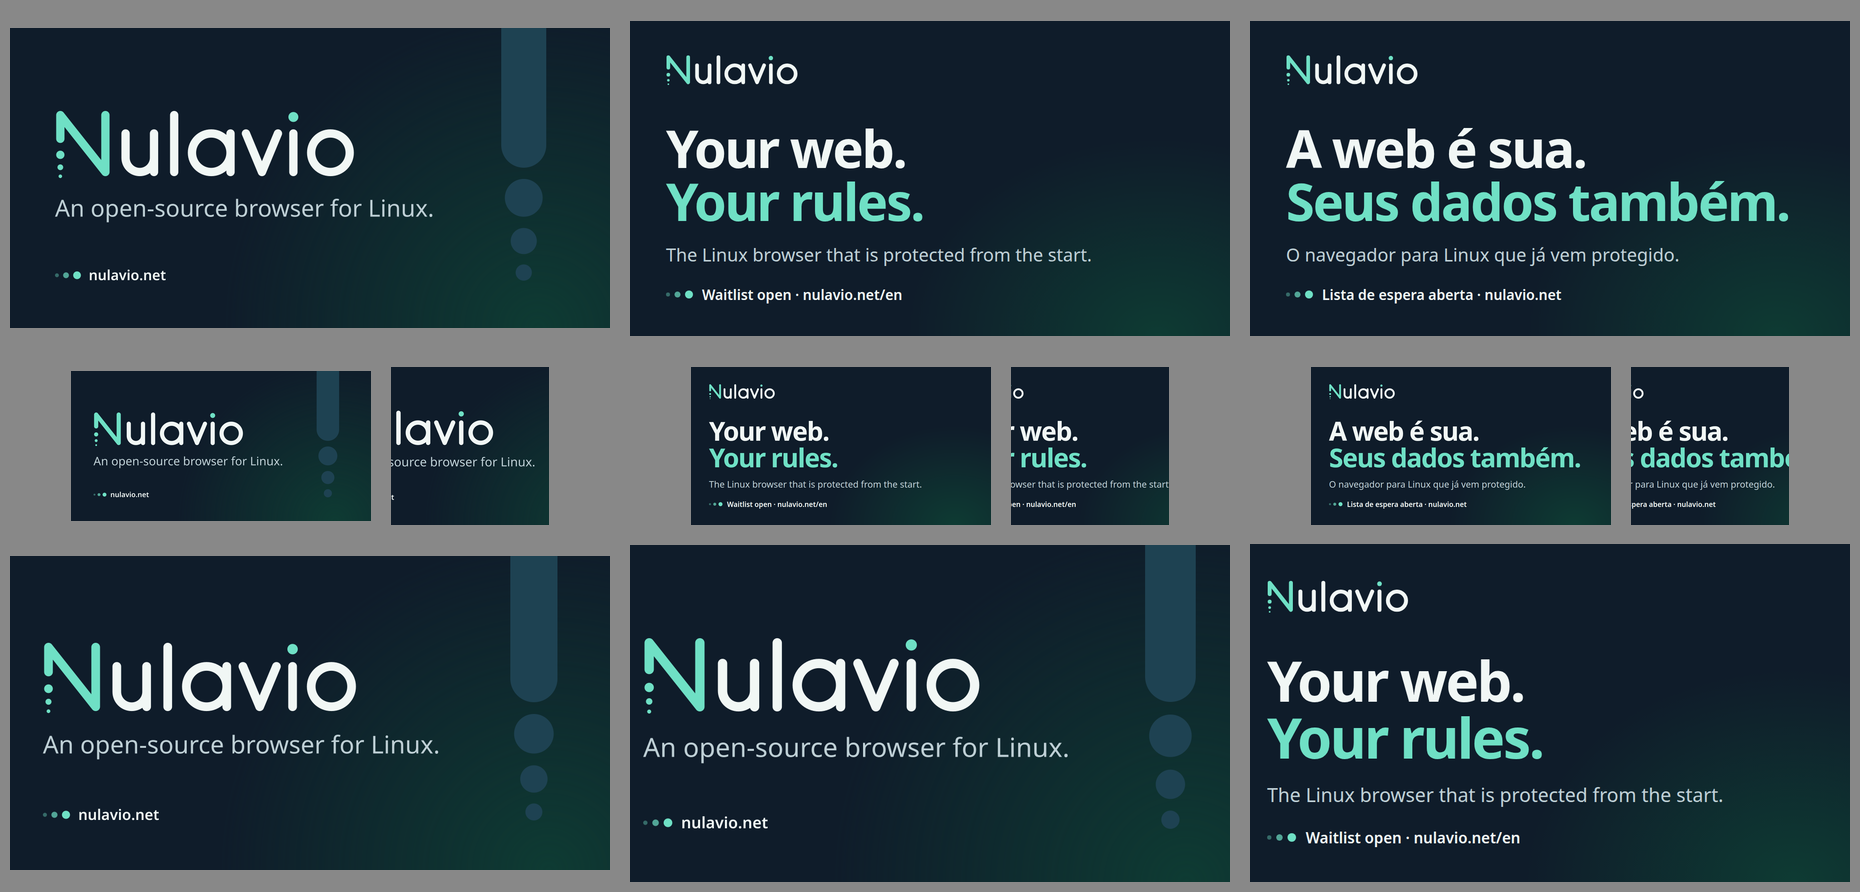 Nulavio
An open-source browser for Linux.
nulavio.net
Nulavio
Your web.
Your rules.
The Linux browser that is protected from the start.
Waitlist open · nulavio.net/en
Nulavio
A web é sua.
Seus dados também.
O navegador para Linux que já vem protegido.
Lista de espera aberta · nulavio.net
Nulavio
An open-source browser for Linux.
nulavio.net
lavio
source browser for Linux.
t
Nulavio
Your web.
Your rules.
The Linux browser that is protected from the start.
Waitlist open · nulavio.net/en
o
r web.
r rules.
owser that is protected from the start
en · nulavio.net/en
Nulavio
A web é sua.
Seus dados também.
O navegador para Linux que já vem protegido.
Lista de espera aberta · nulavio.net
o
eb é sua.
s dados tambe
r para Linux que já vem protegido.
pera aberta · nulavio.net
Nulavio
An open-source browser for Linux.
nulavio.net
Nulavio
An open-source browser for Linux.
nulavio.net
Nulavio
Your web.
Your rules.
The Linux browser that is protected from the start.
Waitlist open · nulavio.net/en